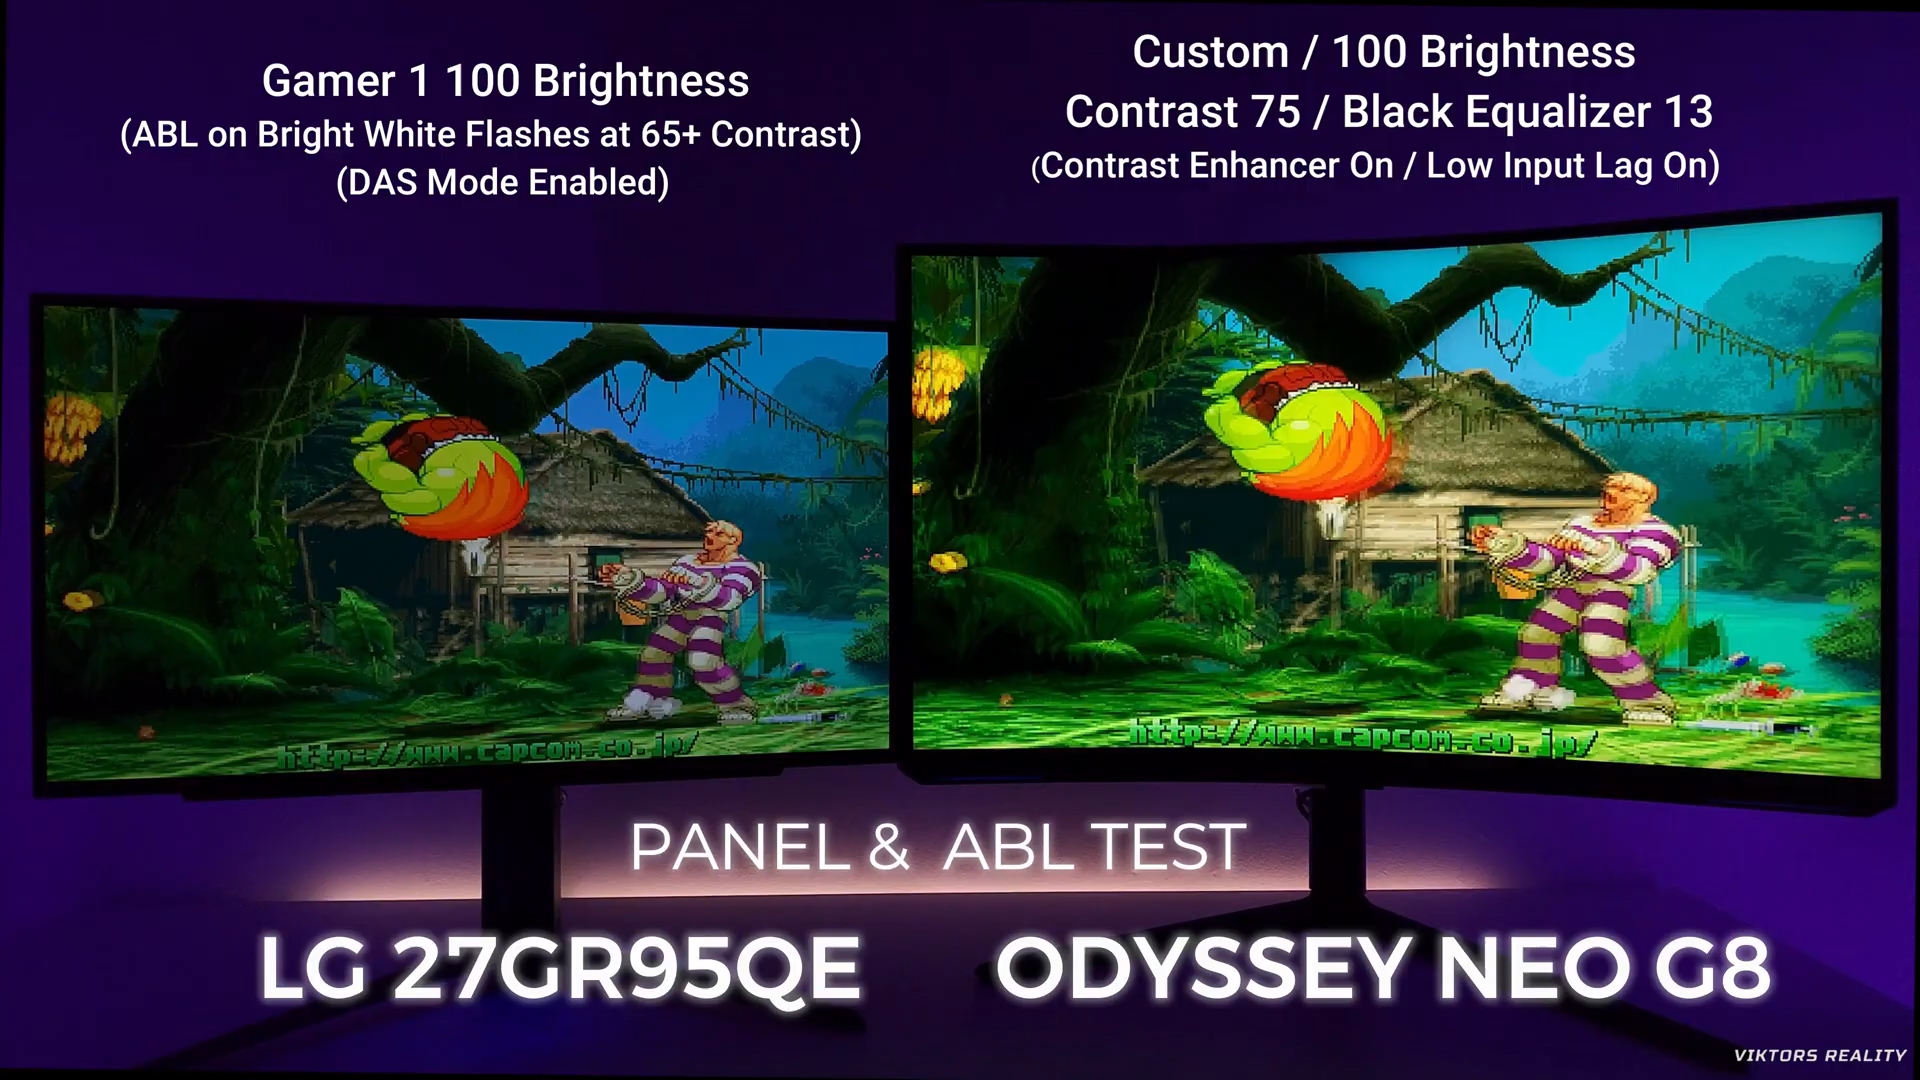 Gamer 1 100 Brightness
(ABL on Bright White Flashes at 65+ Contrast)
(DAS Mode Enabled)
Custom / 100 Brightness
Contrast 75 / Black Equalizer 13
(Contrast Enhancer On / Low Input Lag On)
http://www.capcom.co.jp/
http://www.capcom.co.jp/
PANEL & ABL TEST
LG 27GR95QE
ODYSSEY NEO G8
VIKTORS REALITY